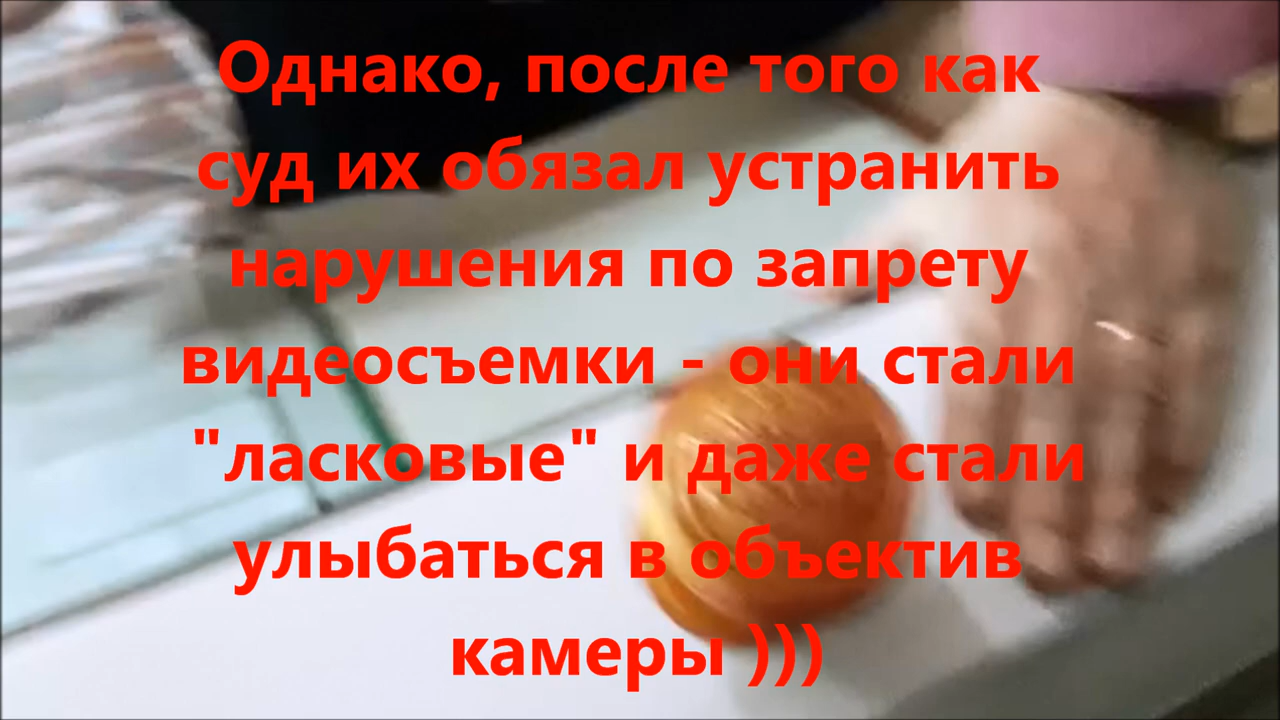 Однако, после того как
суд их обязал устранить
нарушения по запрету
видеосъемки - они стали
"ласковые" и даже стали
улыбаться в объектив
камеры )))